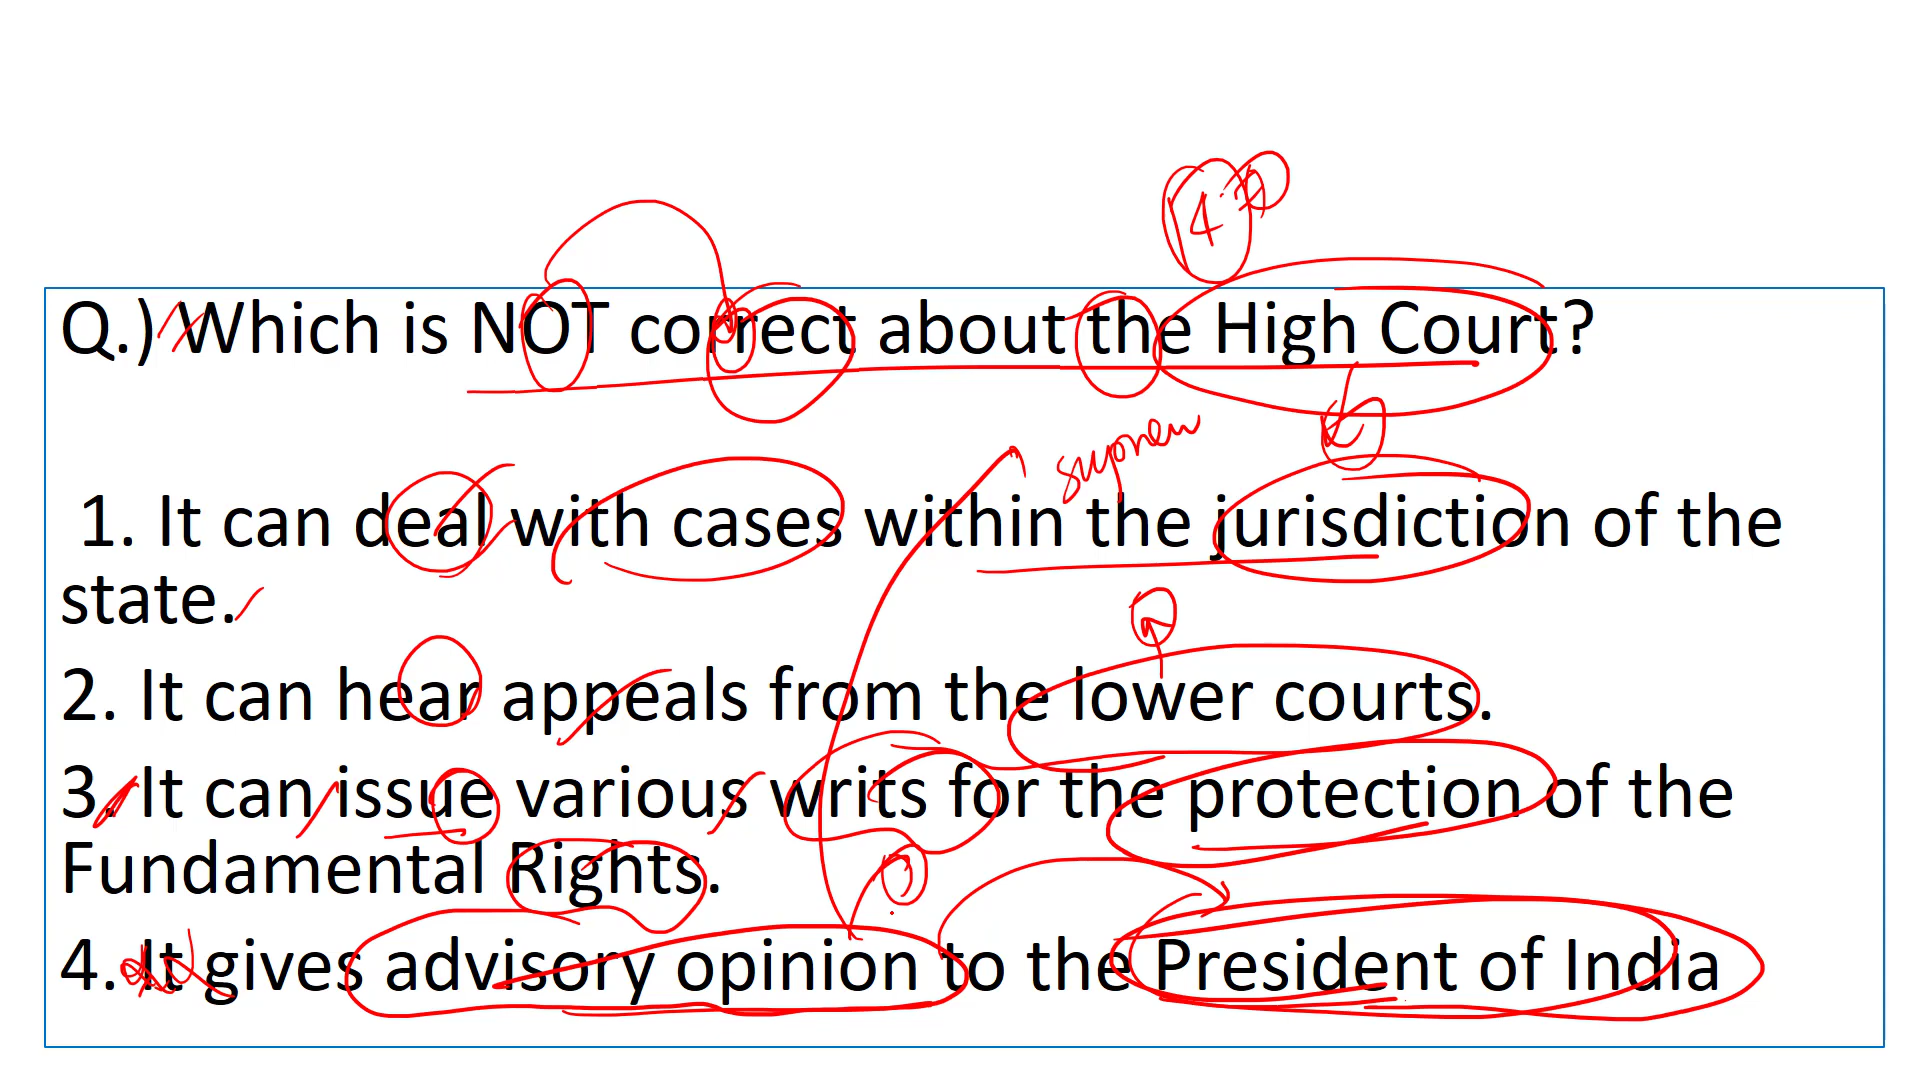 4
Q.) Which is NOT correct about the High Court?
suprem
1. It can deal with cases within the jurisdiction of the
state.
2. It can hear appeals from the lower courts.
3. It can issue various writs for the protection of the
Fundamental Rights.
4. It gives advisory opinion to the President of India